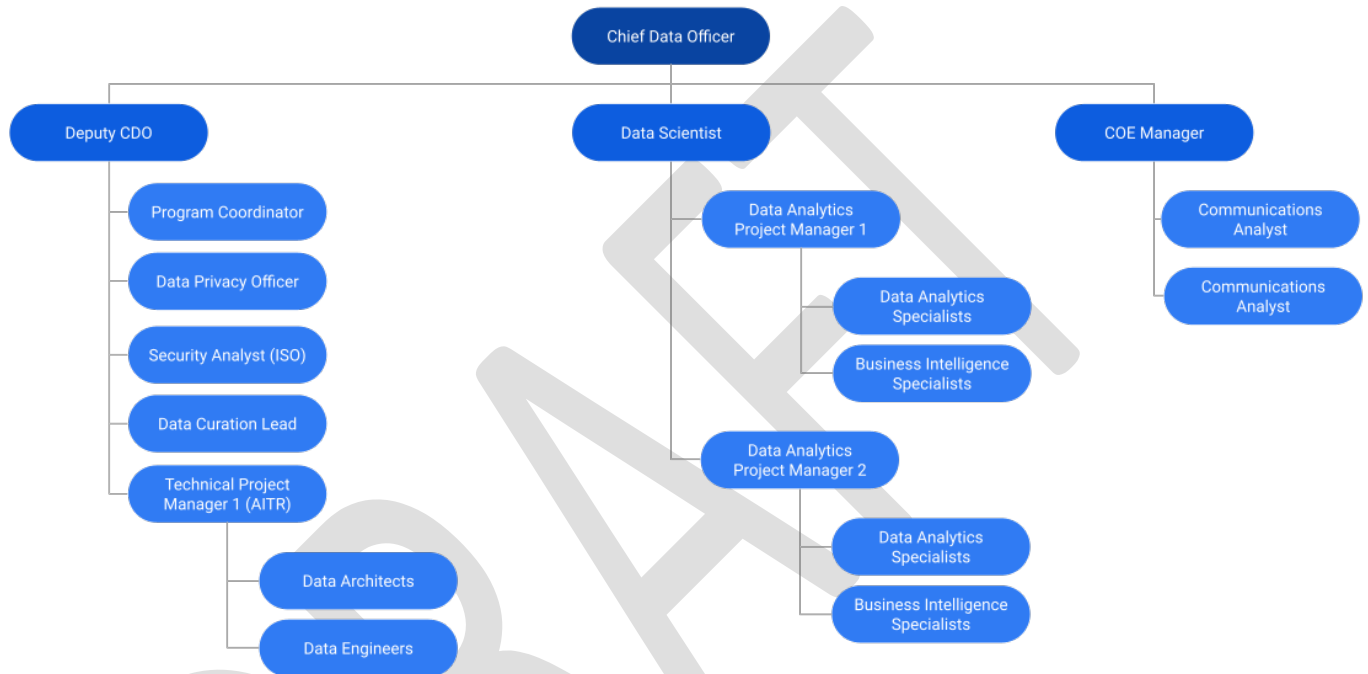 Chief Data Officer
Deputy CDO
Data Scientist
COE Manager
Program Coordinator
Data Privacy Officer
Security Analyst (ISO)
Data Curation Lead
Technical Project
Manager 1 (AITR)
Data Architects
Data Engineers
Data Analytics
Project Manager 1
Data Analytics
Specialists
Business Intelligence
Specialists
Data Analytics
Project Manager 2
Data Analytics
Specialists
Business Intelligence
Specialists
Communications
Analyst
Communications
Analyst
DRAFT